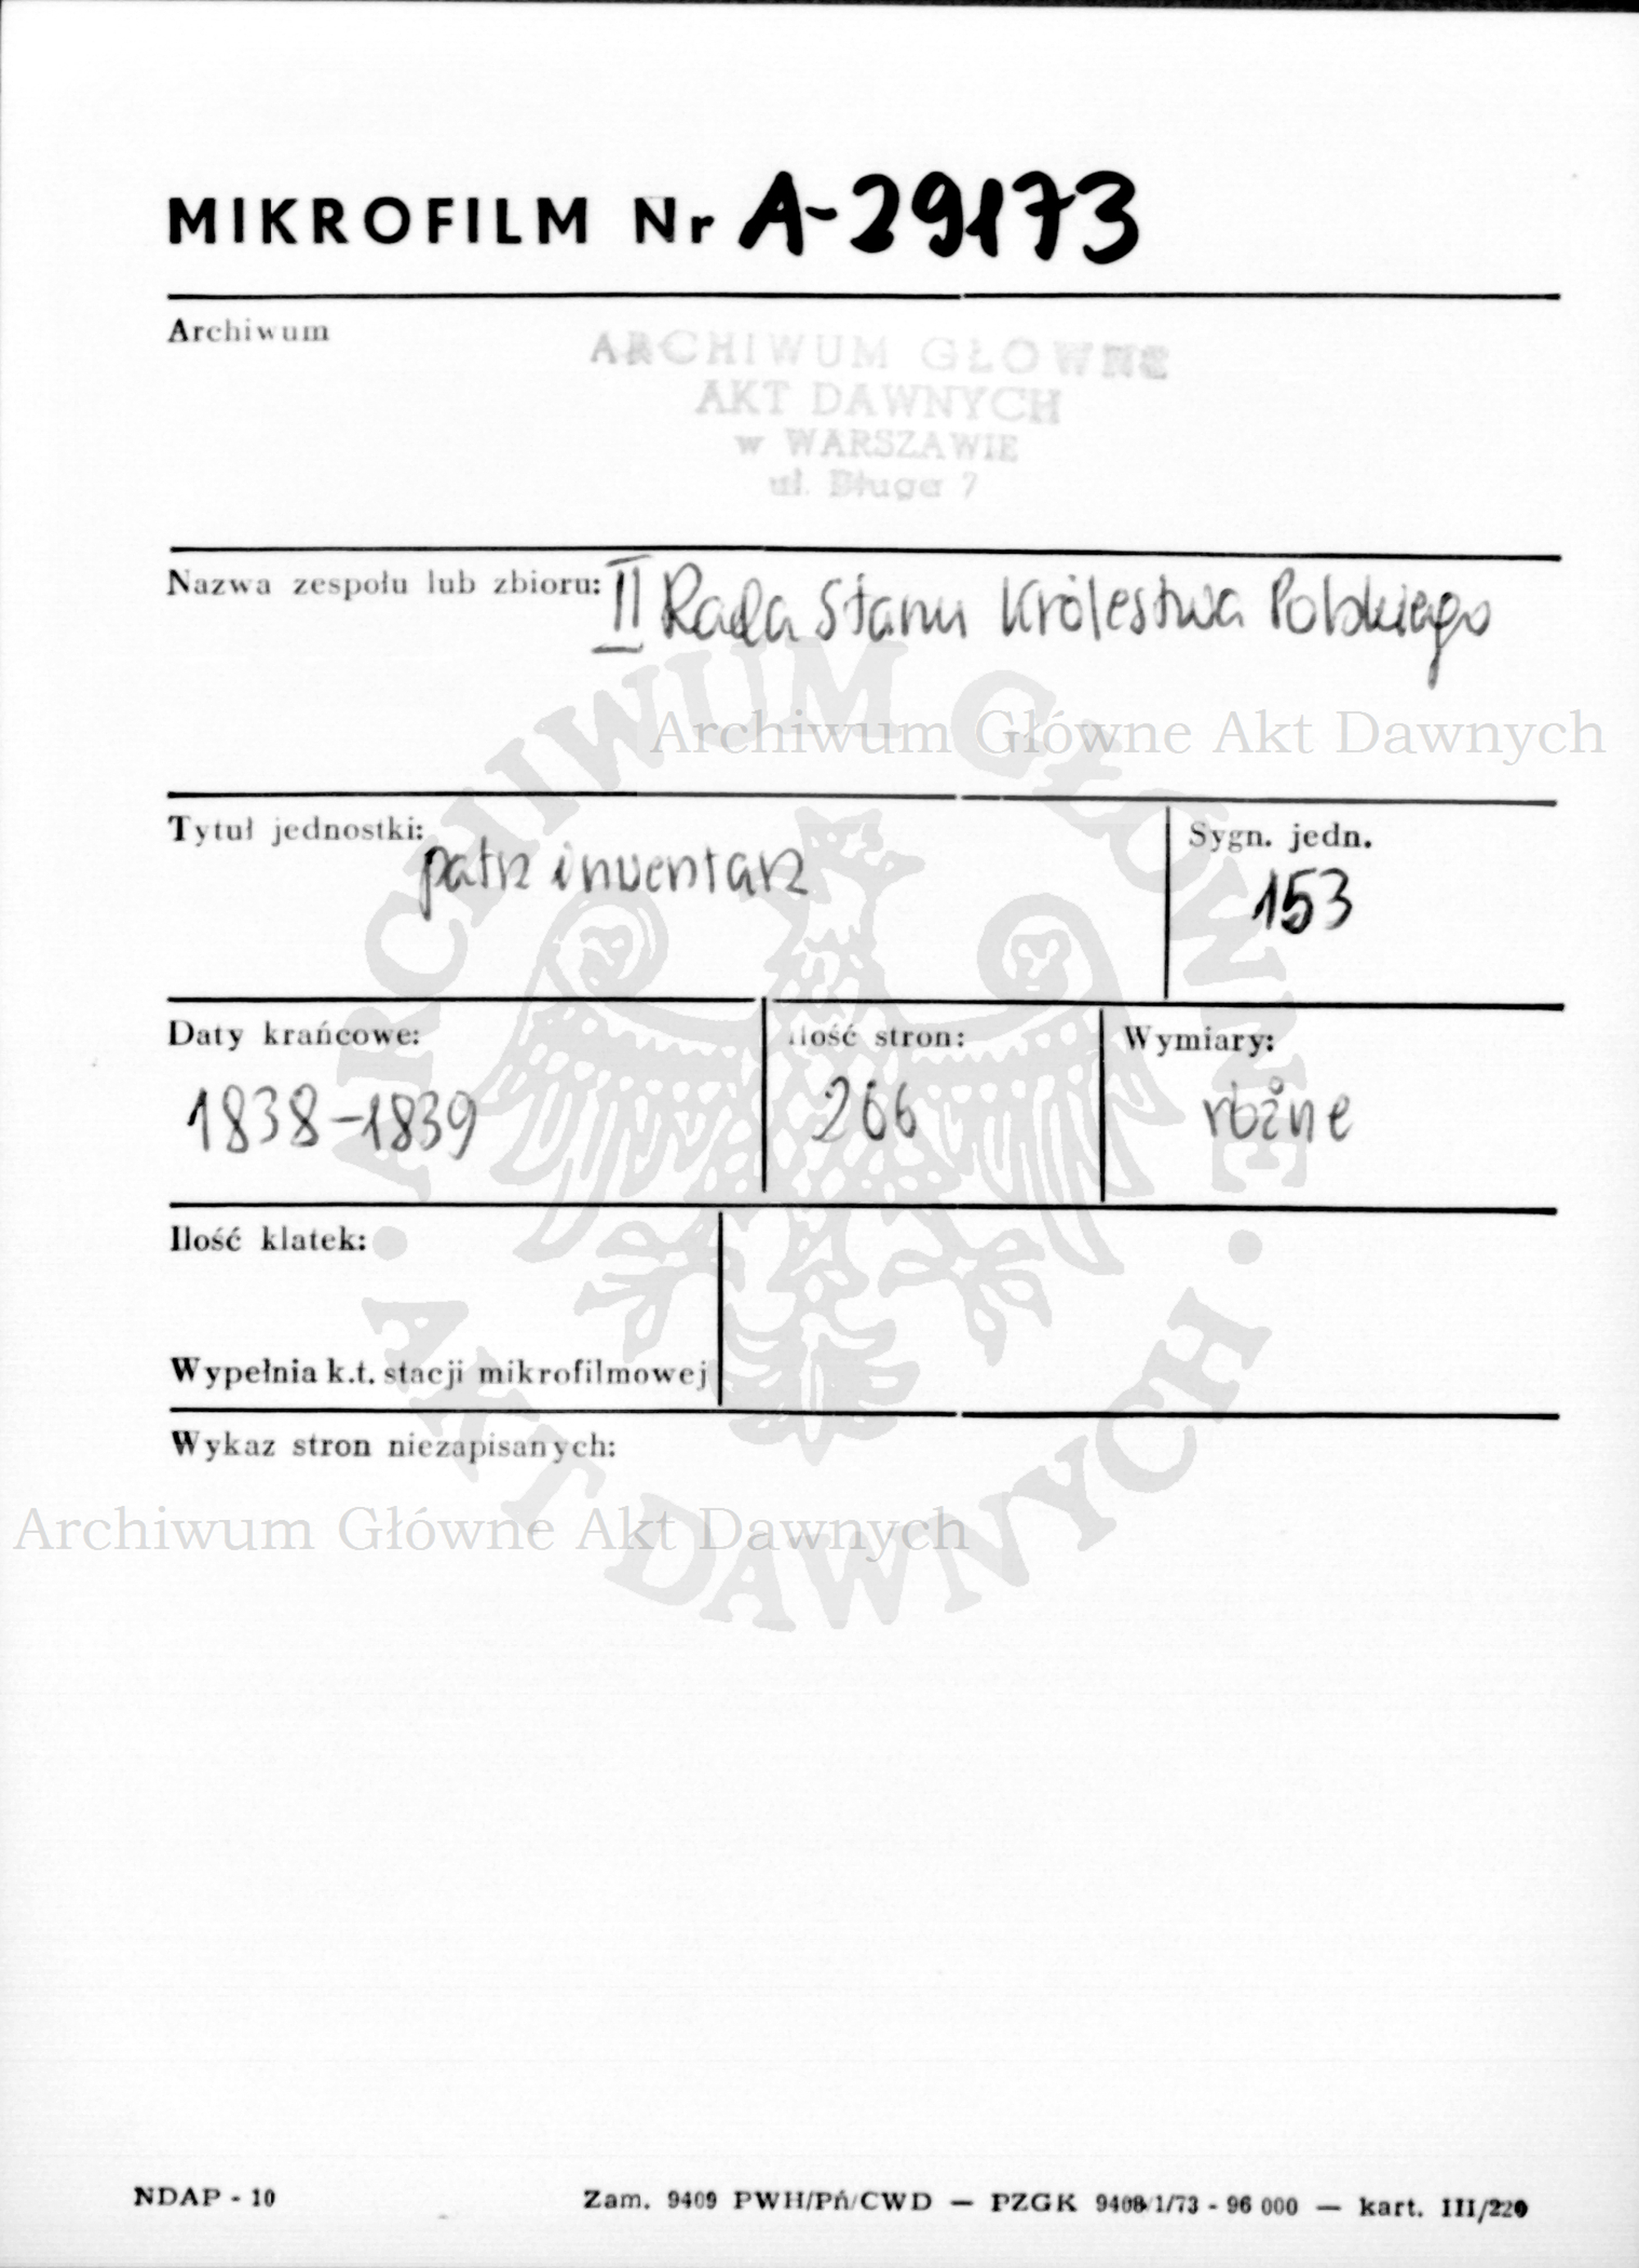 MIKROFILM Nr A-29173
Archiwum
ARCHIWUM GŁOWNE
AKT DAWNYCH
w WARSZAWIE
ul. Długa 7
Nazwa zespołu lub zbioru: II Rada Stanu Królestwa Polskiego
Archiwum Główne Akt Dawnych
Tytuł jednostki: patrz inwentarz
Sygn. jedn.
153
Daty krańcowe:
1838-1839
Ilość stron:
266
Wymiary:
różne
Ilość klatek:
Wypełnia k.t. stacji mikrofilmowej
Wykaz stron niezapisanych:
Archiwum Główne Akt Dawnych
ARCHIWUM GŁÓWNE
· AKT DAWNYCH ·
NDAP - 10
Zam. 9409 PWH/Pń/CWD — PZGK 9408/1/73 - 96 000 — kart. III/220